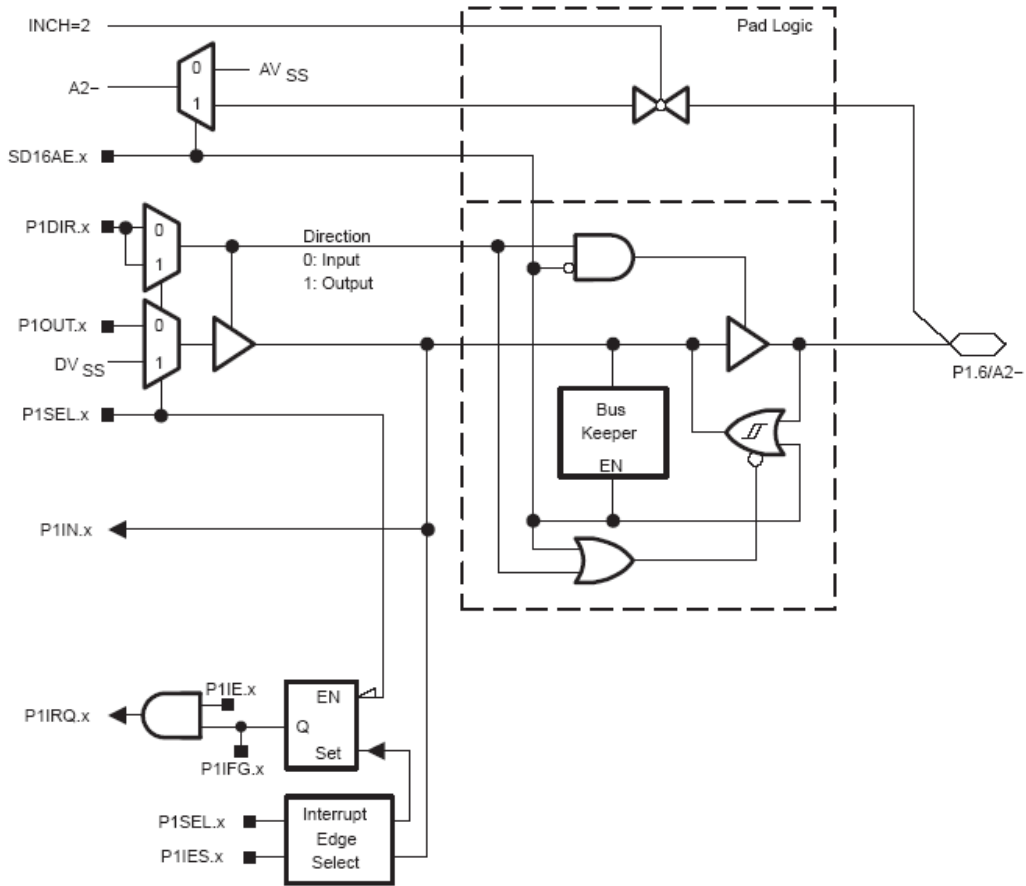 INCH=2
Pad Logic
0
AV SS
A2−
1
SD16AE.x
P1DIR.x
0
Direction
0: Input
1: Output
1
P1OUT.x
0
DV SS
1
P1.6/A2−
P1SEL.x
Bus
Keeper
EN
P1IN.x
P1IE.x
EN
P1IRQ.x
Q
Set
P1IFG.x
P1SEL.x
Interrupt
Edge
Select
P1IES.x